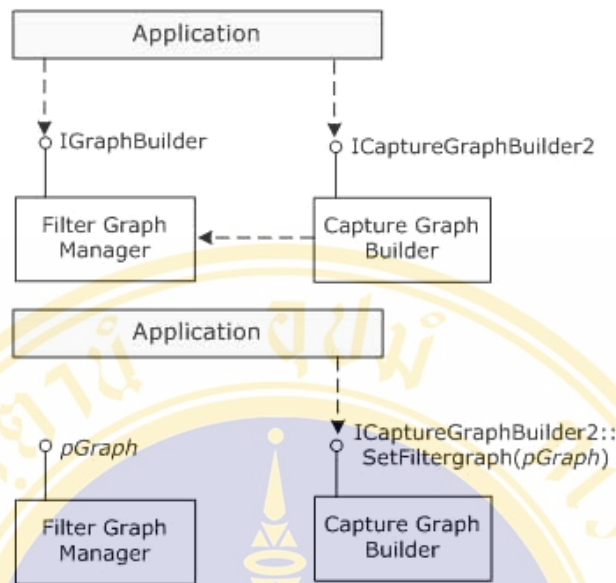 Application
IGraphBuilder
ICaptureGraphBuilder2
Filter Graph
Manager
Capture Graph
Builder
Application
pGraph
ICaptureGraphBuilder2::
SetFiltergraph(pGraph)
Filter Graph
Manager
Capture Graph
Builder